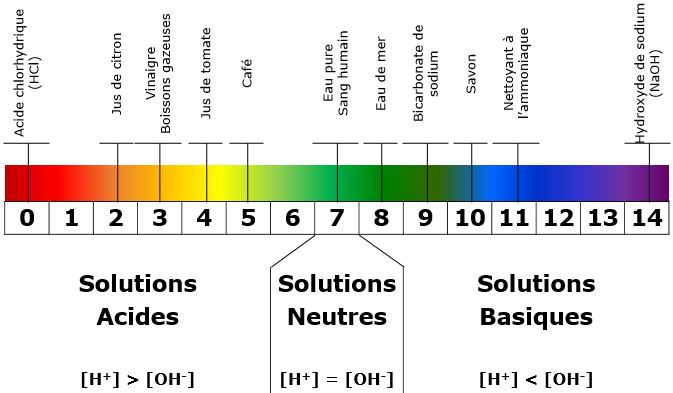 Acide chlorhydrique
(HCl)
Jus de citron
Vinaigre
Boissons gazeuses
Jus de tomate
Café
Eau pure
Sang humain
Eau de mer
Bicarbonate de
sodium
Savon
Nettoyant à
l'ammoniaque
Hydroxyde de sodium
(NaOH)
0 1 2 3 4 5 6 7 8 9 10 11 12 13 14
Solutions
Acides
[H⁺] > [OH⁻]
Solutions
Neutres
[H⁺] = [OH⁻]
Solutions
Basiques
[H⁺] < [OH⁻]